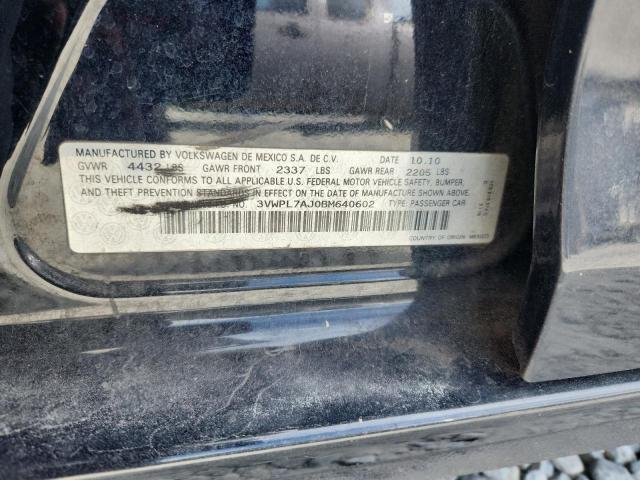 MANUFACTURED BY VOLKSWAGEN DE MEXICO S.A. DE C.V. DATE 10.10
GVWR 4432 LBS GAWR FRONT 2337 LBS GAWR REAR 2205 LBS
THIS VEHICLE CONFORMS TO ALL APPLICABLE U.S. FEDERAL MOTOR VEHICLE SAFETY, BUMPER,
AND THEFT PREVENTION STANDARDS IN EFFECT ON THE DATE OF MANUFACTURE SHOWN ABOVE.
3VWPL7AJ0BM640602 TYPE: PASSENGER CAR
COUNTRY OF ORIGIN: MEXICO